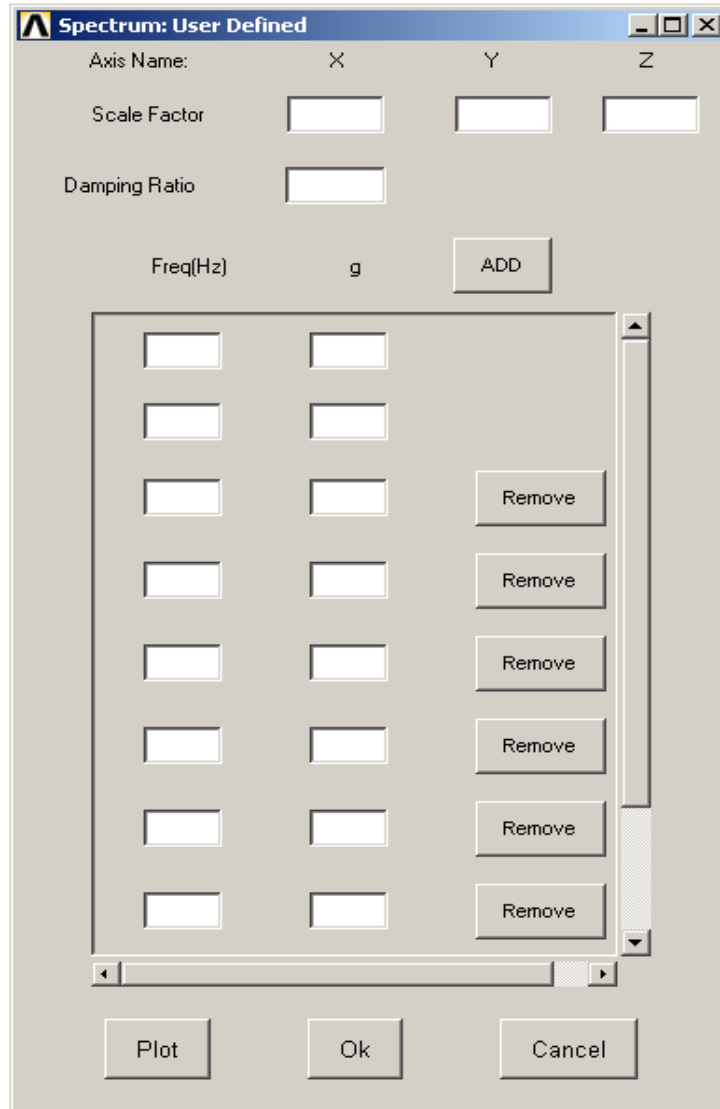 Spectrum: User Defined
Axis Name: X Y Z
Scale Factor
Damping Ratio
Freq(Hz) g ADD
Remove
Remove
Remove
Remove
Remove
Remove
Plot Ok Cancel